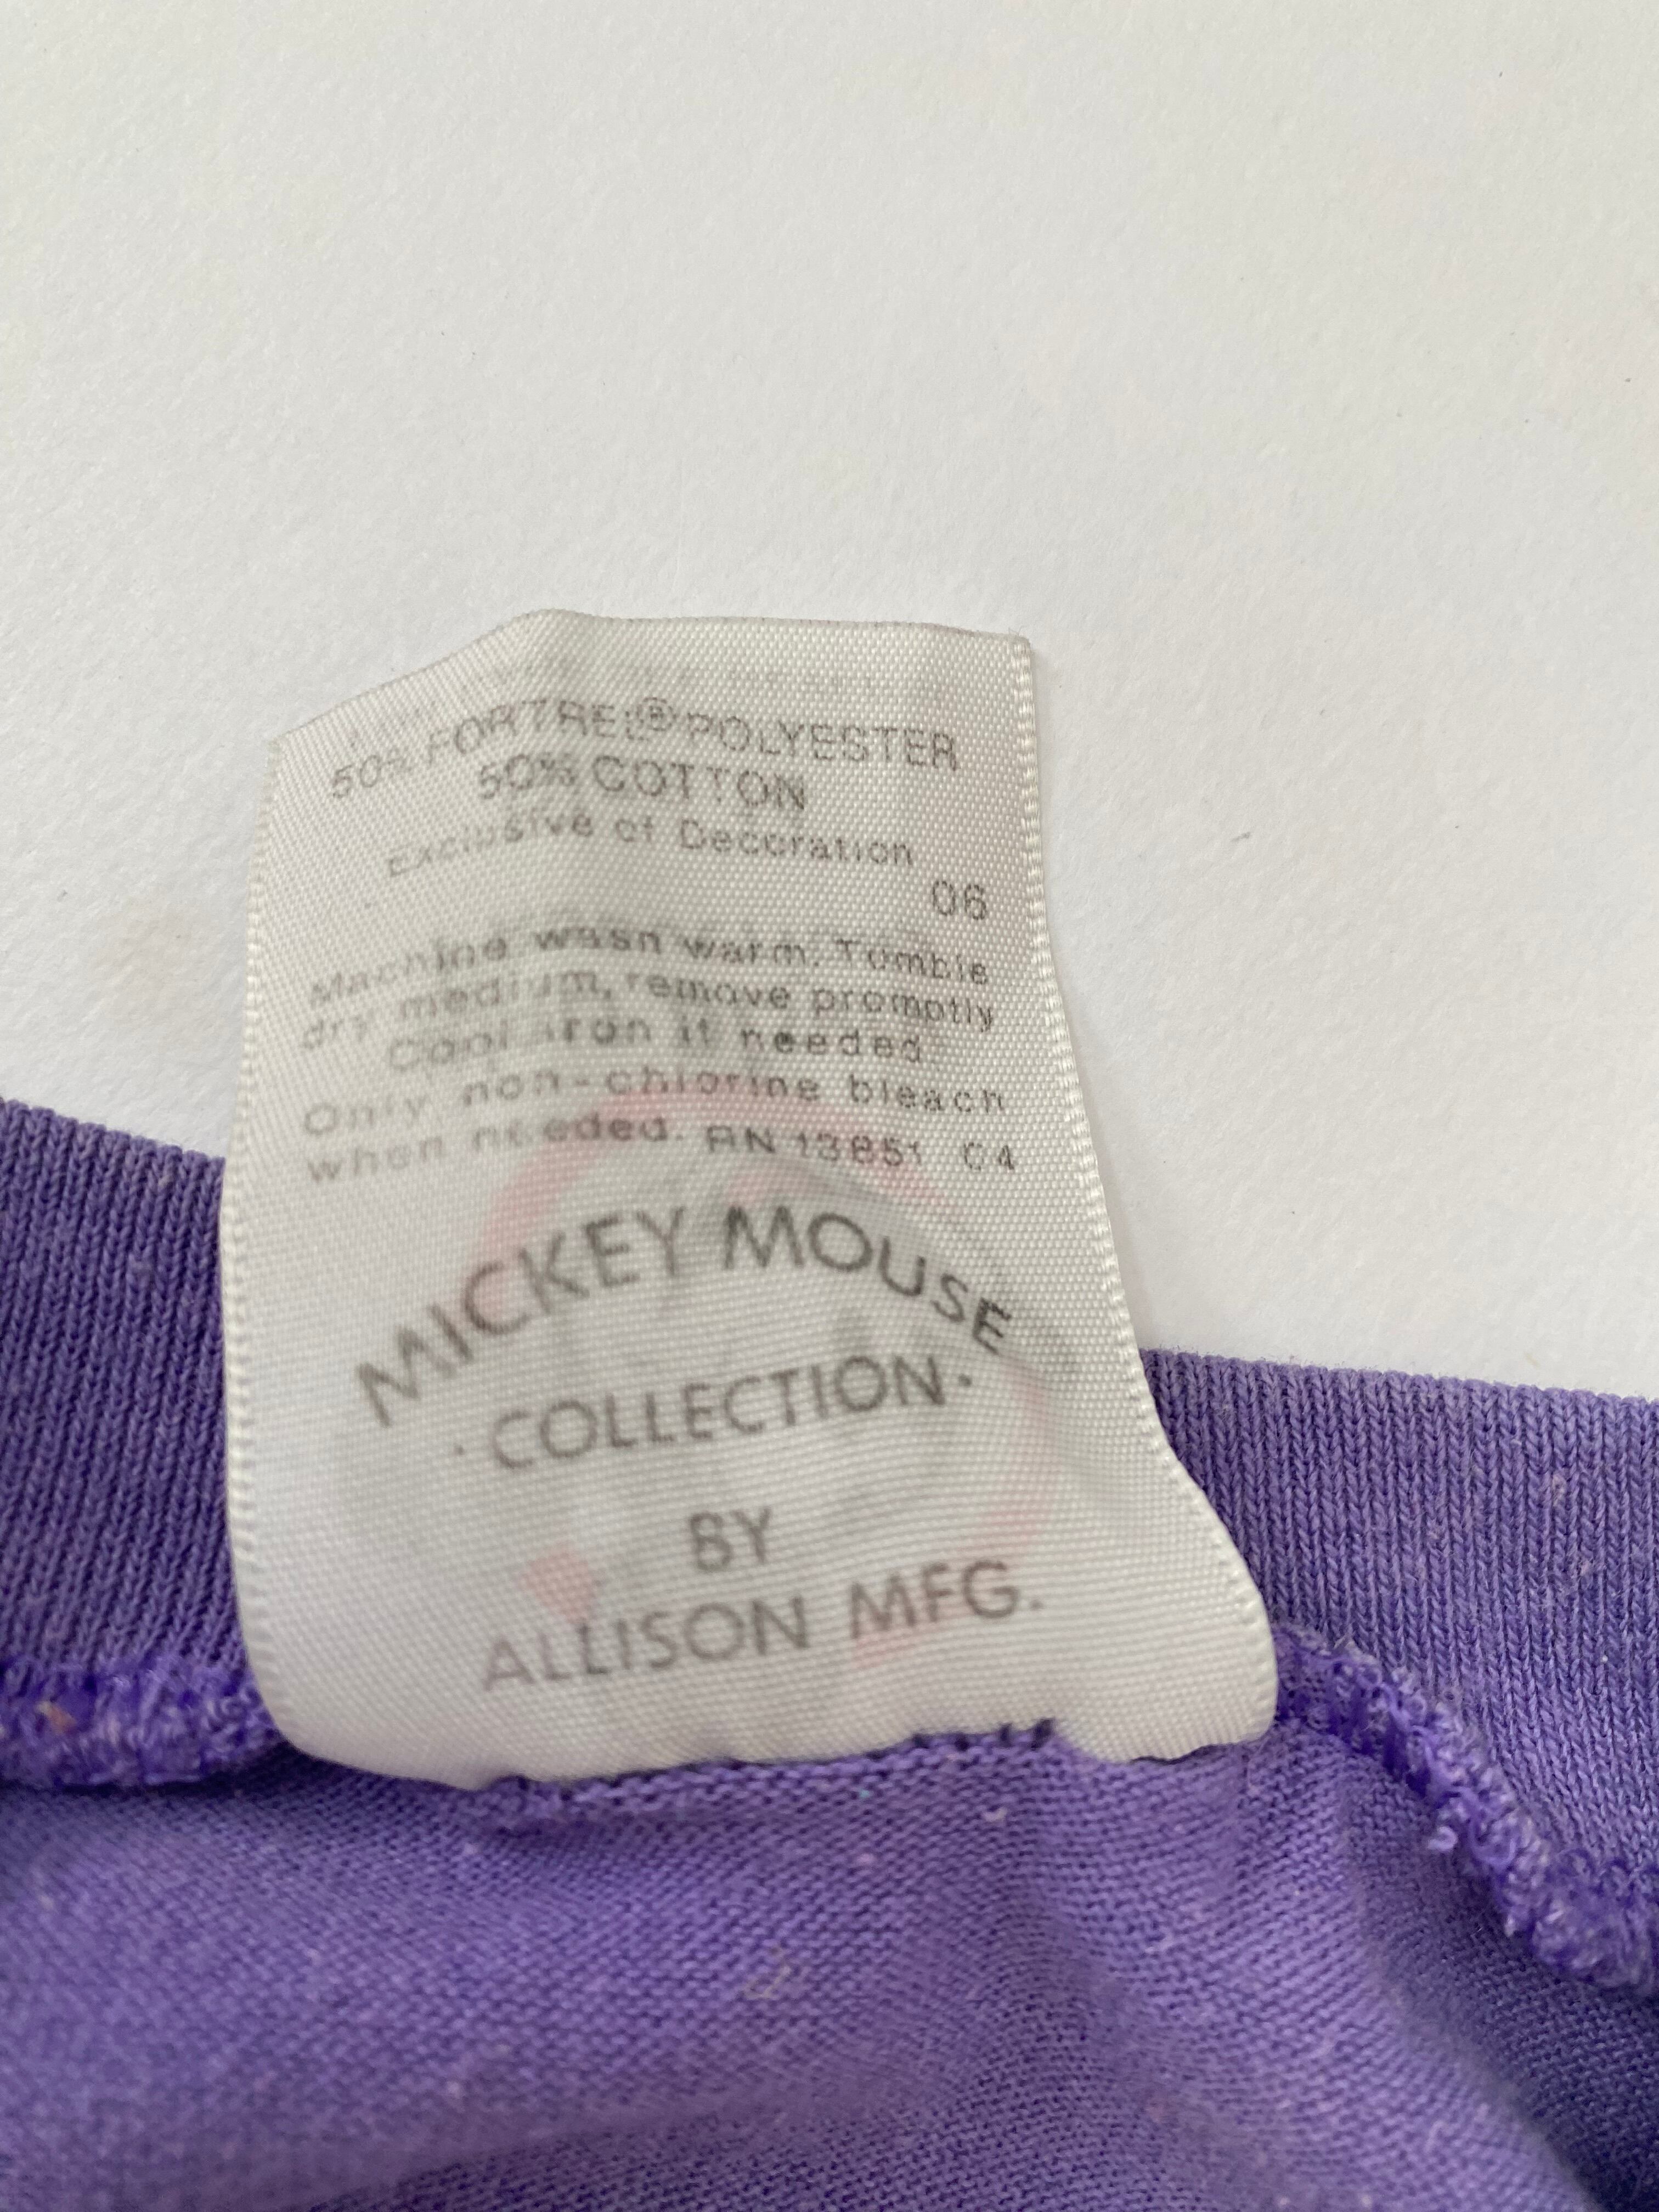 50% FORTREL® POLYESTER
50% COTTON
Exclusive of Decoration
06
Machine wash warm. Tumble
dry medium, remove promptly
Cool iron if needed.
Only non-chlorine bleach
when needed. RN 13851 C4
MICKEY MOUSE
· COLLECTION ·
BY
ALLISON MFG.